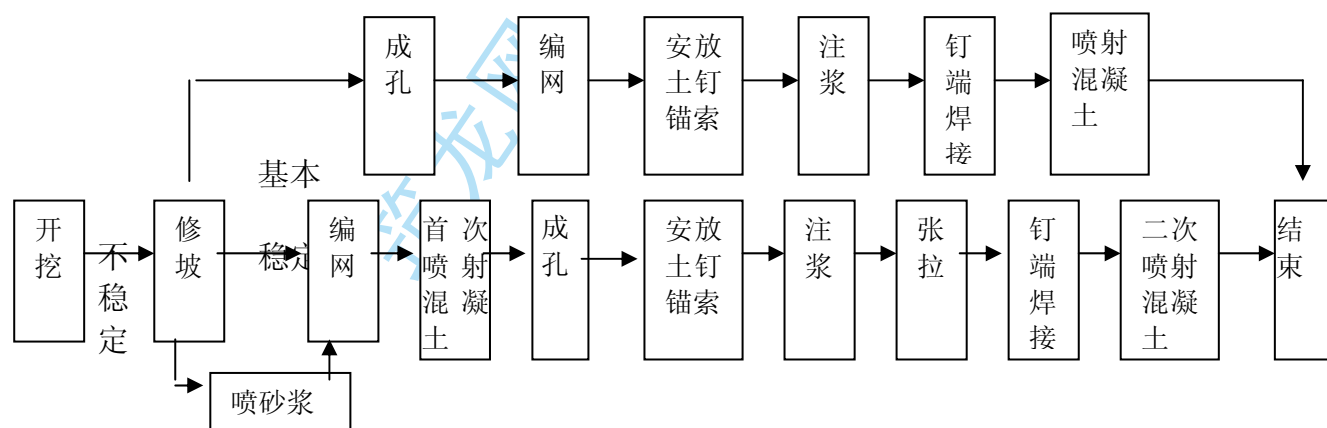 成
孔
编
网
安放
土钉
锚索
注
浆
钉
端
焊
接
喷射
混凝
土
基本
稳定
开
挖
不
稳
定
修
坡
编
网
首次
喷射
混凝
土
成
孔
安放
土钉
锚索
注
浆
张
拉
钉
端
焊
接
二次
喷射
混凝
土
结
束
喷砂浆
筑龙网